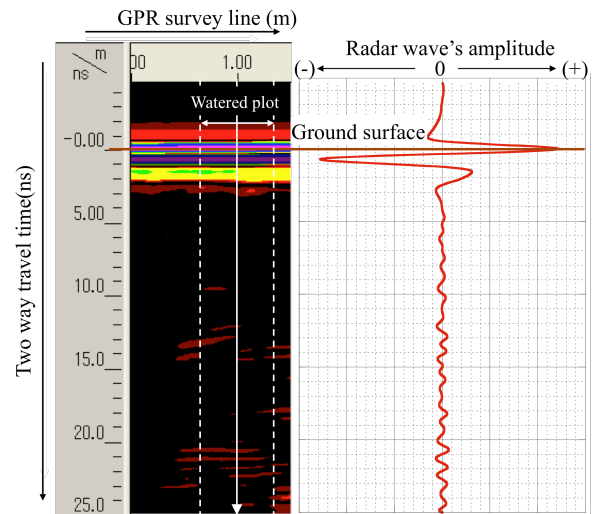 GPR survey line (m)
m
ns
00
1.00
Radar wave's amplitude
(-)
0
(+)
Watered plot
Ground surface
-0.00
5.00
10.0
15.0
20.0
25.0
Two way travel time(ns)